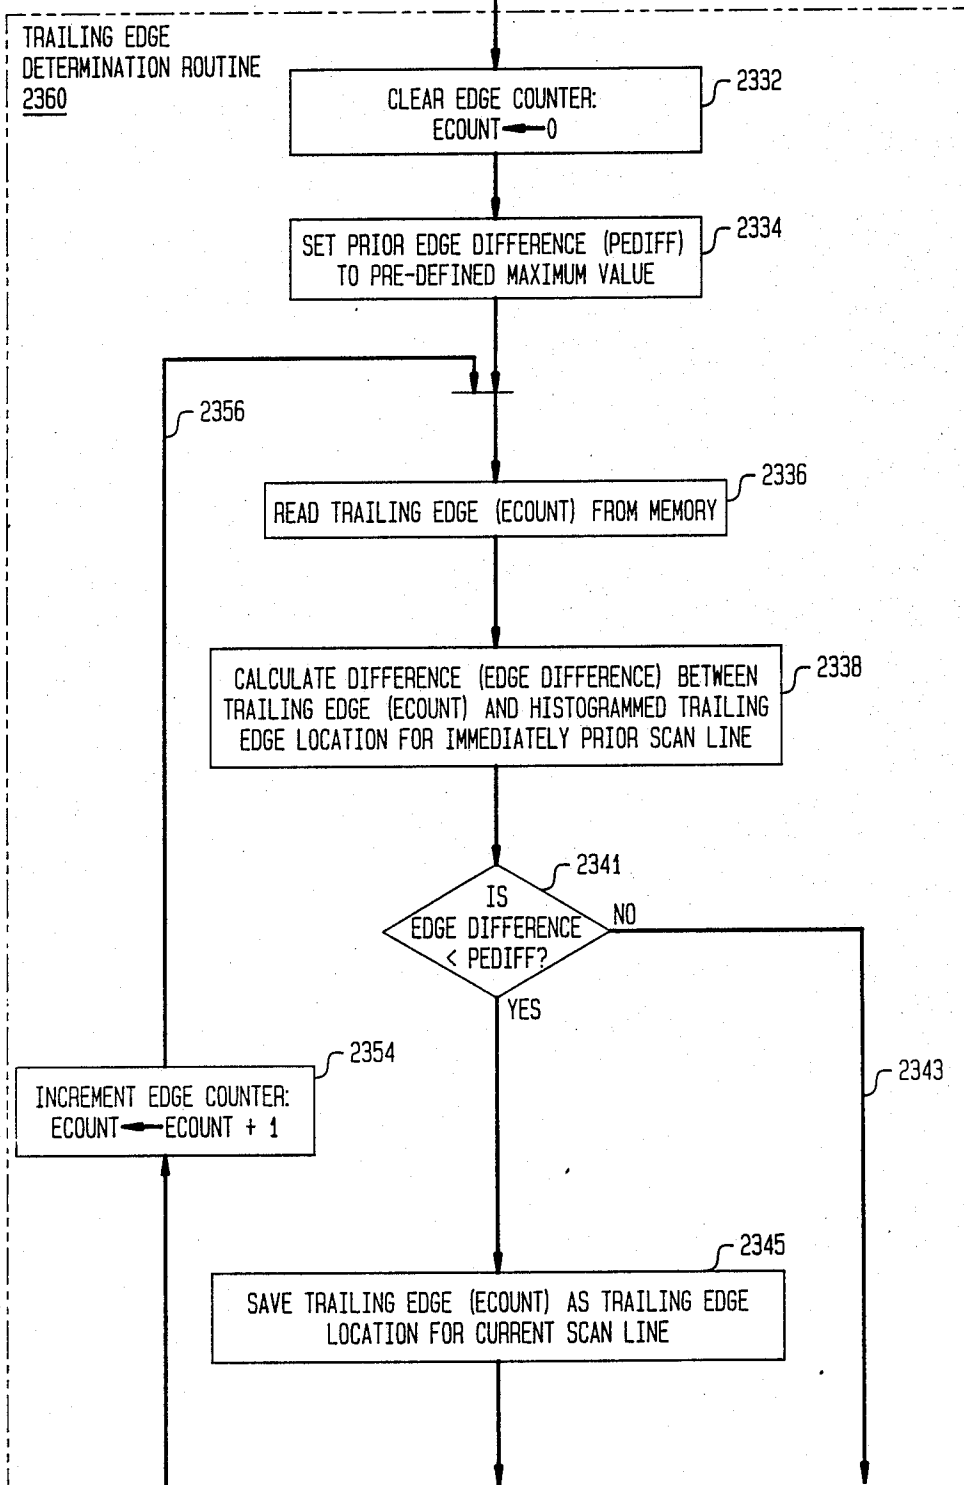 TRAILING EDGE
DETERMINATION ROUTINE
2360
CLEAR EDGE COUNTER:
ECOUNT←0
2332
SET PRIOR EDGE DIFFERENCE (PEDIFF)
TO PRE-DEFINED MAXIMUM VALUE
2334
2356
READ TRAILING EDGE (ECOUNT) FROM MEMORY
2336
CALCULATE DIFFERENCE (EDGE DIFFERENCE) BETWEEN
TRAILING EDGE (ECOUNT) AND HISTOGRAMMED TRAILING
EDGE LOCATION FOR IMMEDIATELY PRIOR SCAN LINE
2338
IS
EDGE DIFFERENCE
< PEDIFF?
2341
NO
YES
2343
INCREMENT EDGE COUNTER:
ECOUNT←ECOUNT + 1
2354
SAVE TRAILING EDGE (ECOUNT) AS TRAILING EDGE
LOCATION FOR CURRENT SCAN LINE
2345